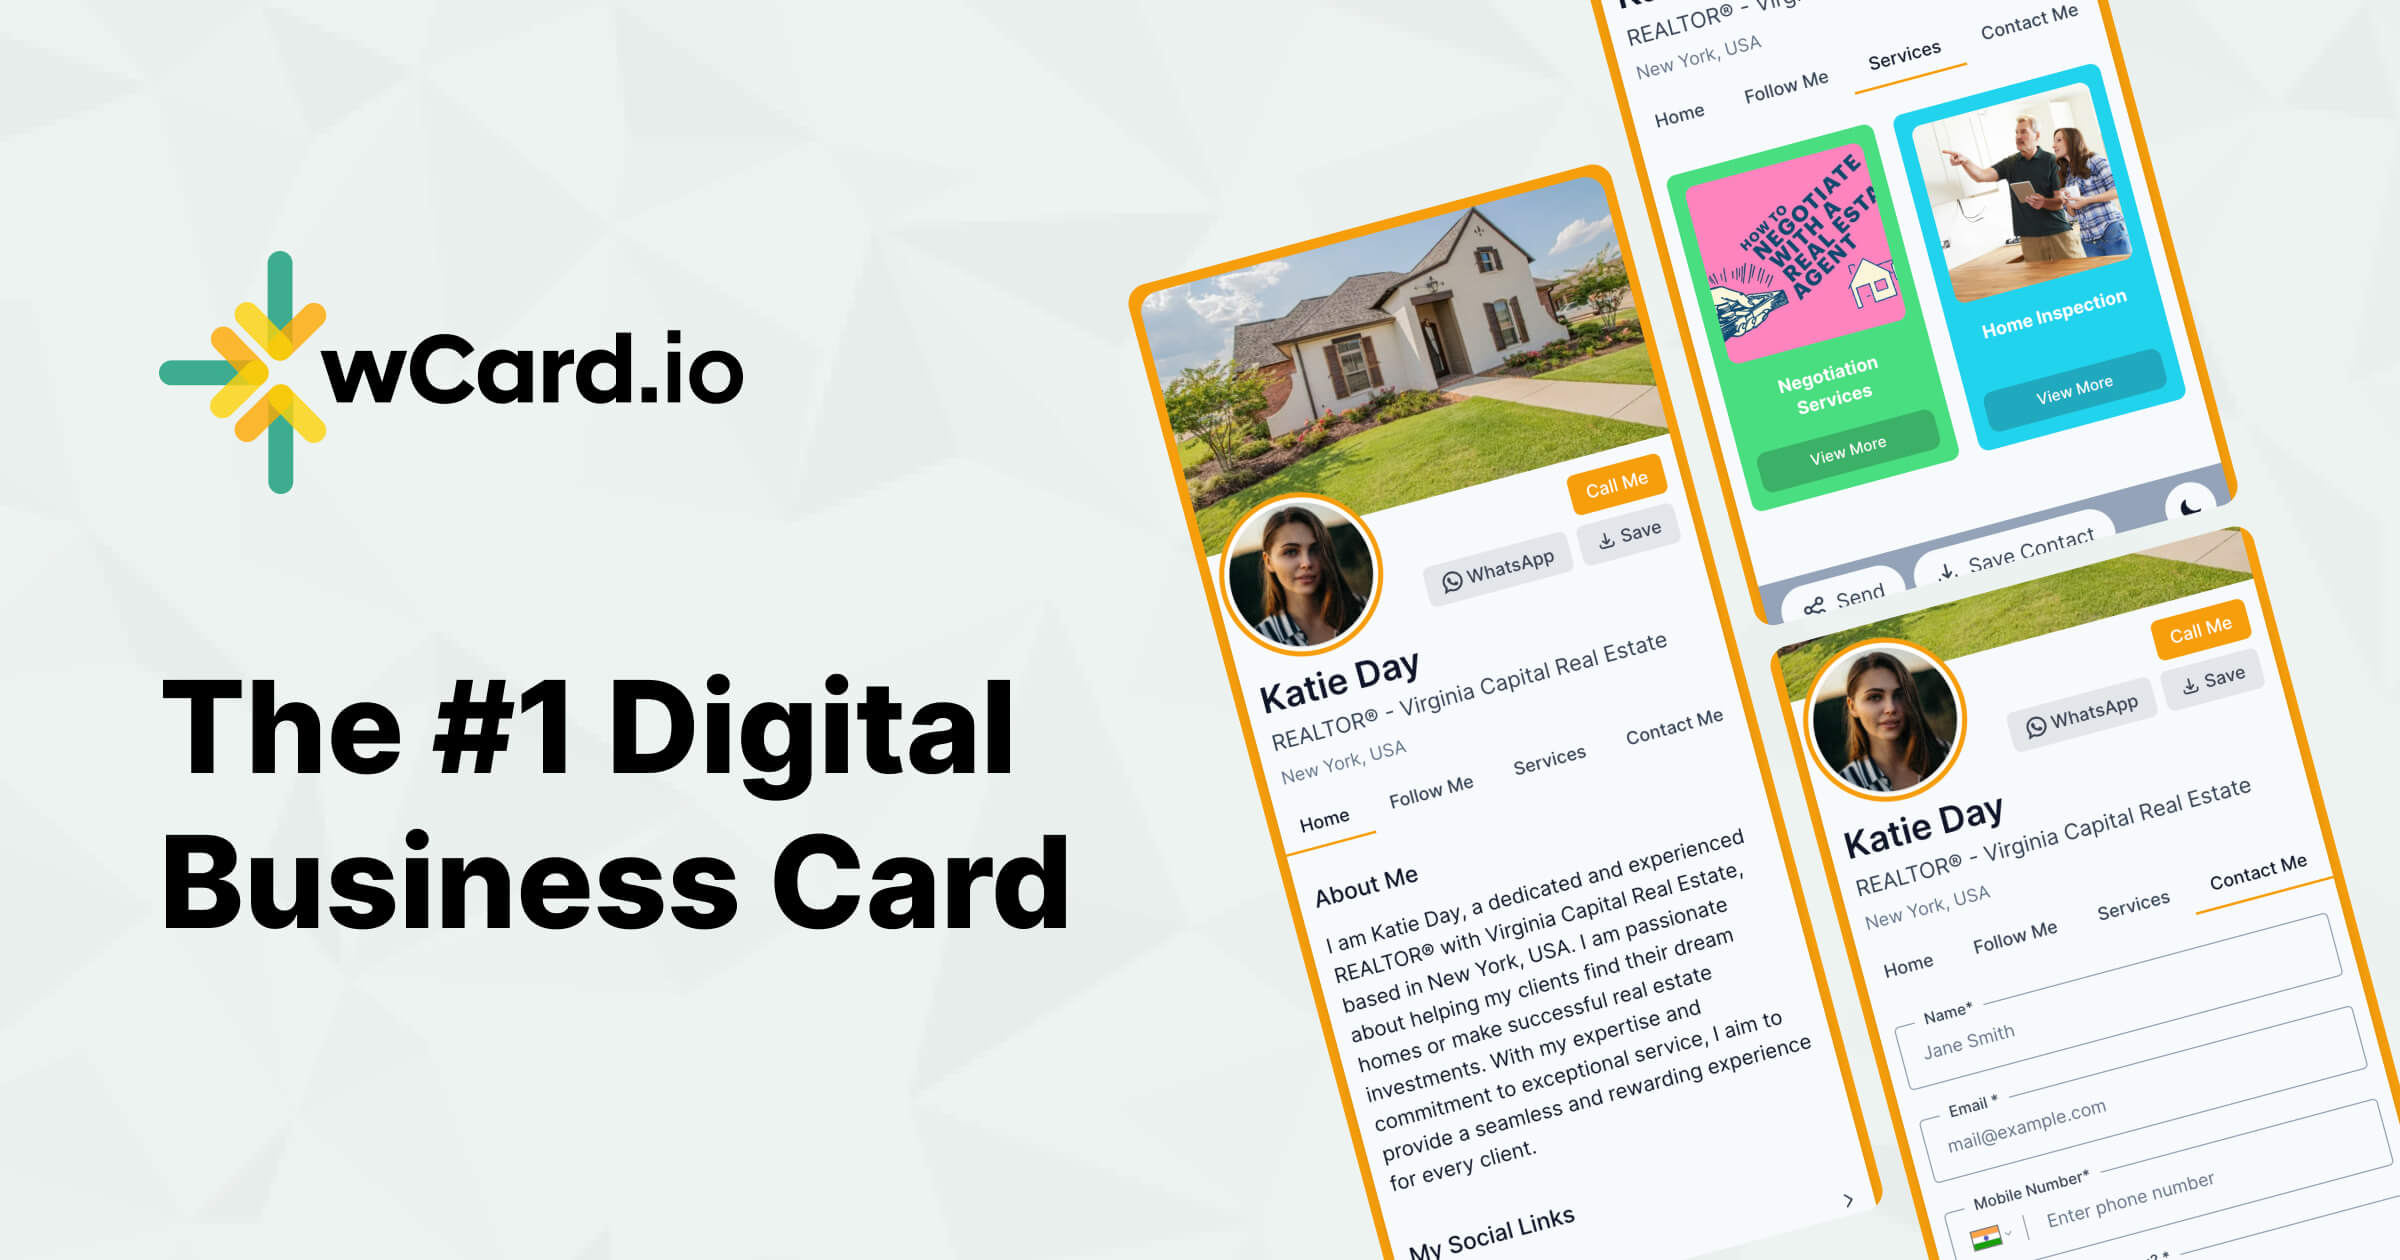 wCard.io
The #1 Digital
Business Card
Call Me
WhatsApp
Save
Katie Day
REALTOR® - Virginia Capital Real Estate
New York, USA
Home
Follow Me
Services
Contact Me
About Me
I am Katie Day, a dedicated and experienced
REALTOR® with Virginia Capital Real Estate,
based in New York, USA. I am passionate
about helping my clients find their dream
homes or make successful real estate
investments. With my expertise and
commitment to exceptional service, I aim to
provide a seamless and rewarding experience
for every client.
My Social Links
REALTOR® -
New York, USA
Home
Follow Me
Services
Contact Me
HOW TO
NEGOTIATE
WITH A
REAL ESTA
AGENT
Negotiation
Services
View More
Home Inspection
View More
Send
Save Contact
Call Me
WhatsApp
Save
Katie Day
REALTOR® - Virginia Capital Real Estate
New York, USA
Home
Follow Me
Services
Contact Me
Name*
Jane Smith
Email *
mail@example.com
Mobile Number*
Enter phone number